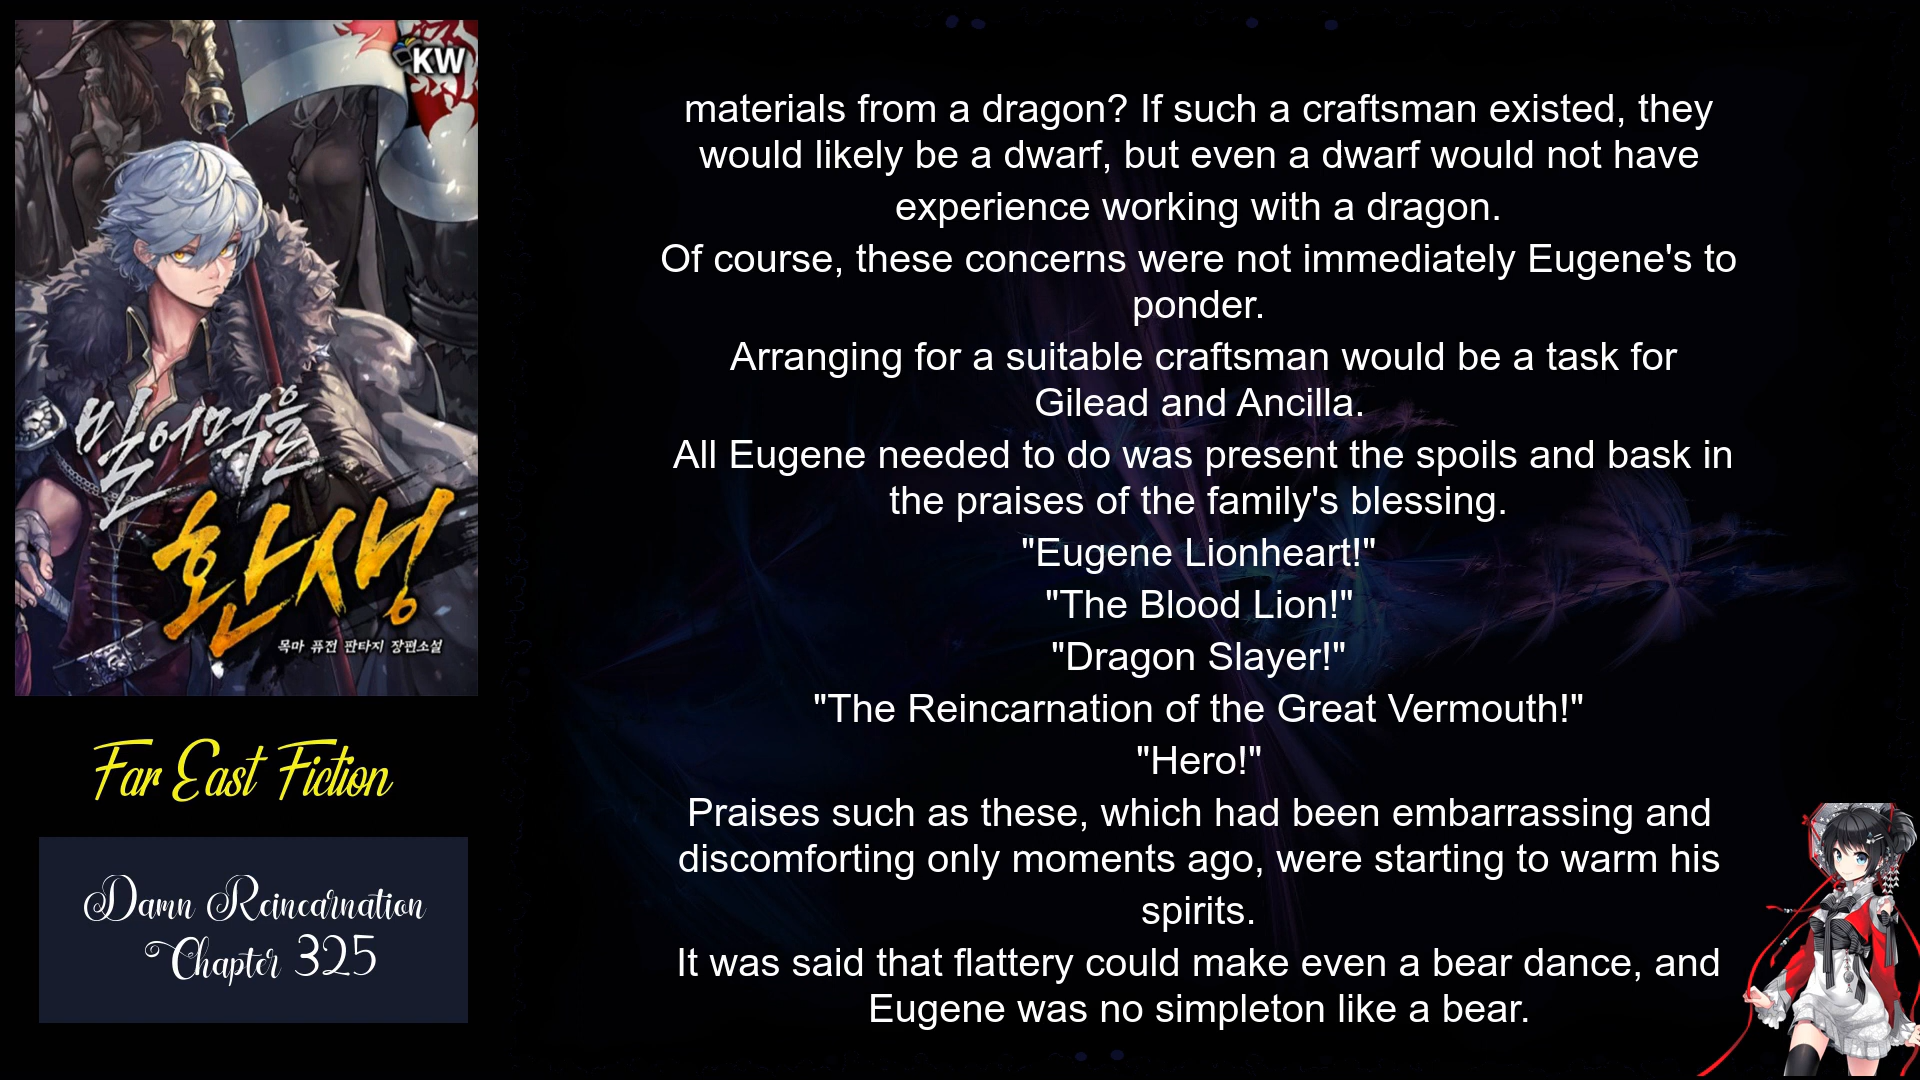 KW
빌어먹을
환생
목마 퓨전 판타지 장편소설
Far East Fiction
Damn Reincarnation
Chapter 325
materials from a dragon? If such a craftsman existed, they
would likely be a dwarf, but even a dwarf would not have
experience working with a dragon.
Of course, these concerns were not immediately Eugene's to
ponder.
Arranging for a suitable craftsman would be a task for
Gilead and Ancilla.
All Eugene needed to do was present the spoils and bask in
the praises of the family's blessing.
"Eugene Lionheart!"
"The Blood Lion!"
"Dragon Slayer!"
"The Reincarnation of the Great Vermouth!"
"Hero!"
Praises such as these, which had been embarrassing and
discomforting only moments ago, were starting to warm his
spirits.
It was said that flattery could make even a bear dance, and
Eugene was no simpleton like a bear.